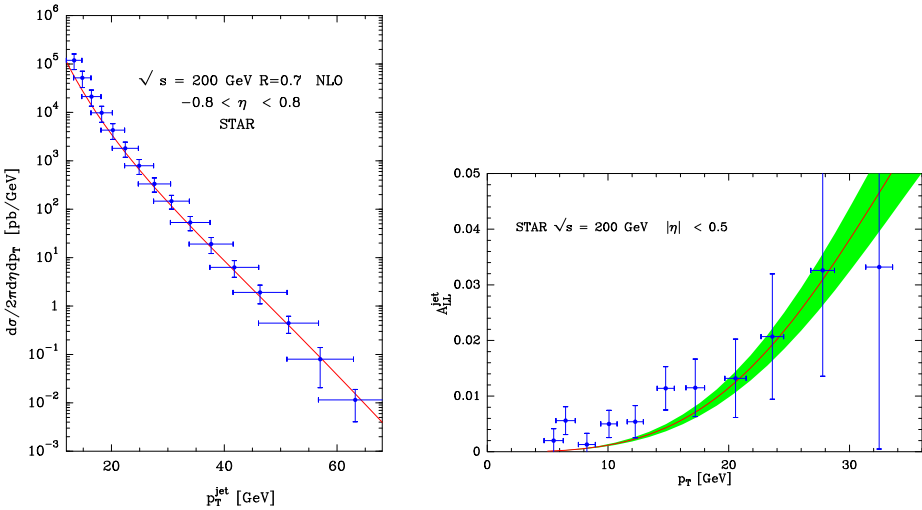 10^6
10^5
10^4
10^3
10^2
10^1
1
10^−1
10^−2
10^−3
dσ/2πdηdp_T [pb/GeV]
√ s = 200 GeV R=0.7 NLO
−0.8 < η < 0.8
STAR
20 40 60
p_T^jet [GeV]
0.05
0.04
0.03
0.02
0.01
0
A_LL^jet
STAR √s = 200 GeV |η| < 0.5
0 10 20 30
p_T [GeV]